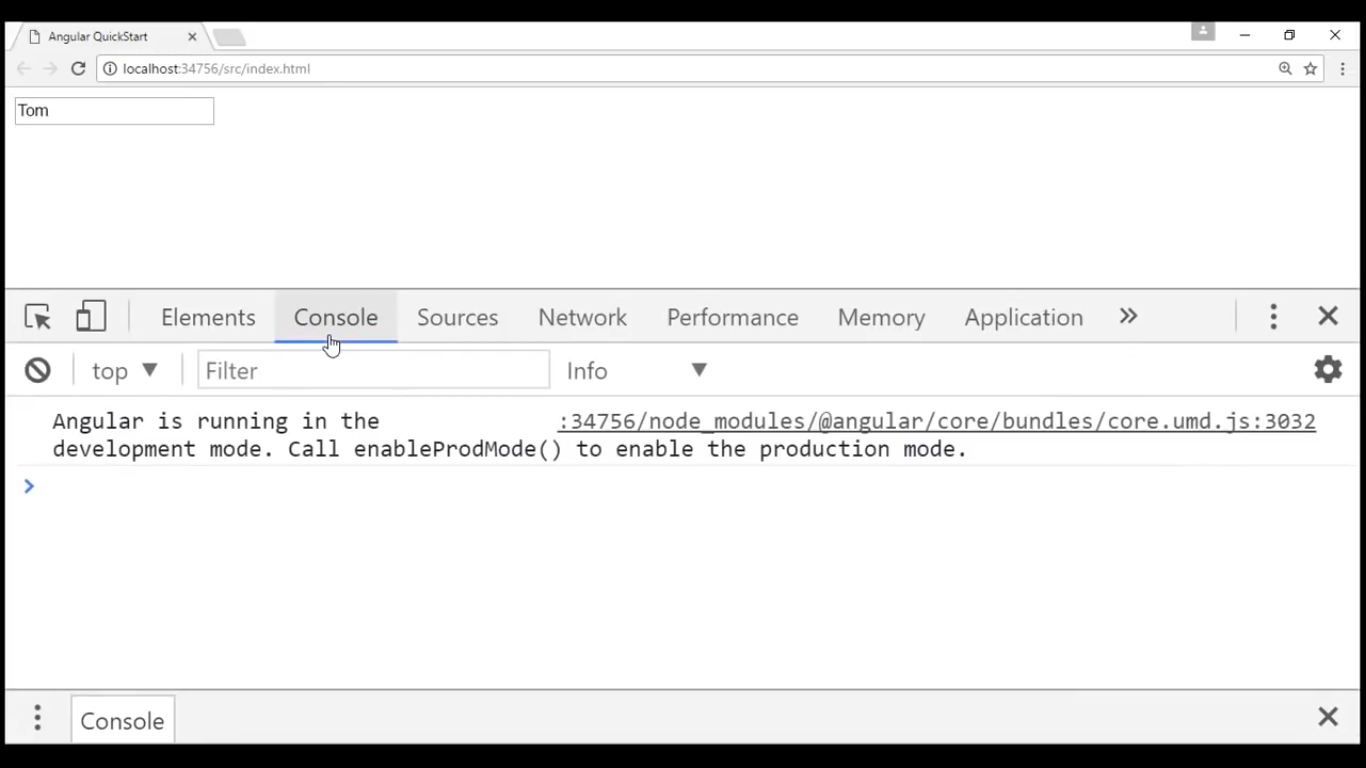 Angular QuickStart
localhost:34756/src/index.html
Tom
Elements Console Sources Network Performance Memory Application
top Filter Info
Angular is running in the :34756/node_modules/@angular/core/bundles/core.umd.js:3032
development mode. Call enableProdMode() to enable the production mode.
Console